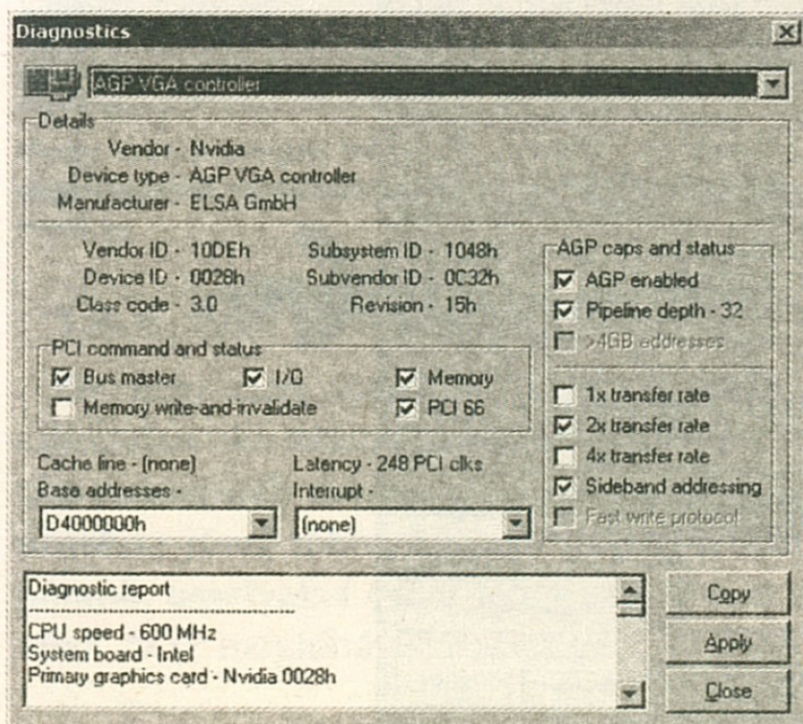 Diagnostics
AGP VGA controller
Details
Vendor - Nvidia
Device type - AGP VGA controller
Manufacturer - ELSA GmbH
Vendor ID - 10DEh
Subsystem ID - 1048h
Device ID - 0028h
Subvendor ID - 0C32h
Class code - 3.0
Revision - 15h
AGP caps and status
AGP enabled
Pipeline depth - 32
>4GB addresses
1x transfer rate
2x transfer rate
4x transfer rate
Sideband addressing
Fast write protocol
PCI command and status
Bus master
I/O
Memory
Memory write-and-invalidate
PCI 66
Cache line - (none)
Latency - 248 PCI clks
Base addresses -
Interrupt -
D4000000h
(none)
Diagnostic report
------------------------------------------------
CPU speed - 600 MHz
System board - Intel
Primary graphics card - Nvidia 0028h
Copy
Apply
Close